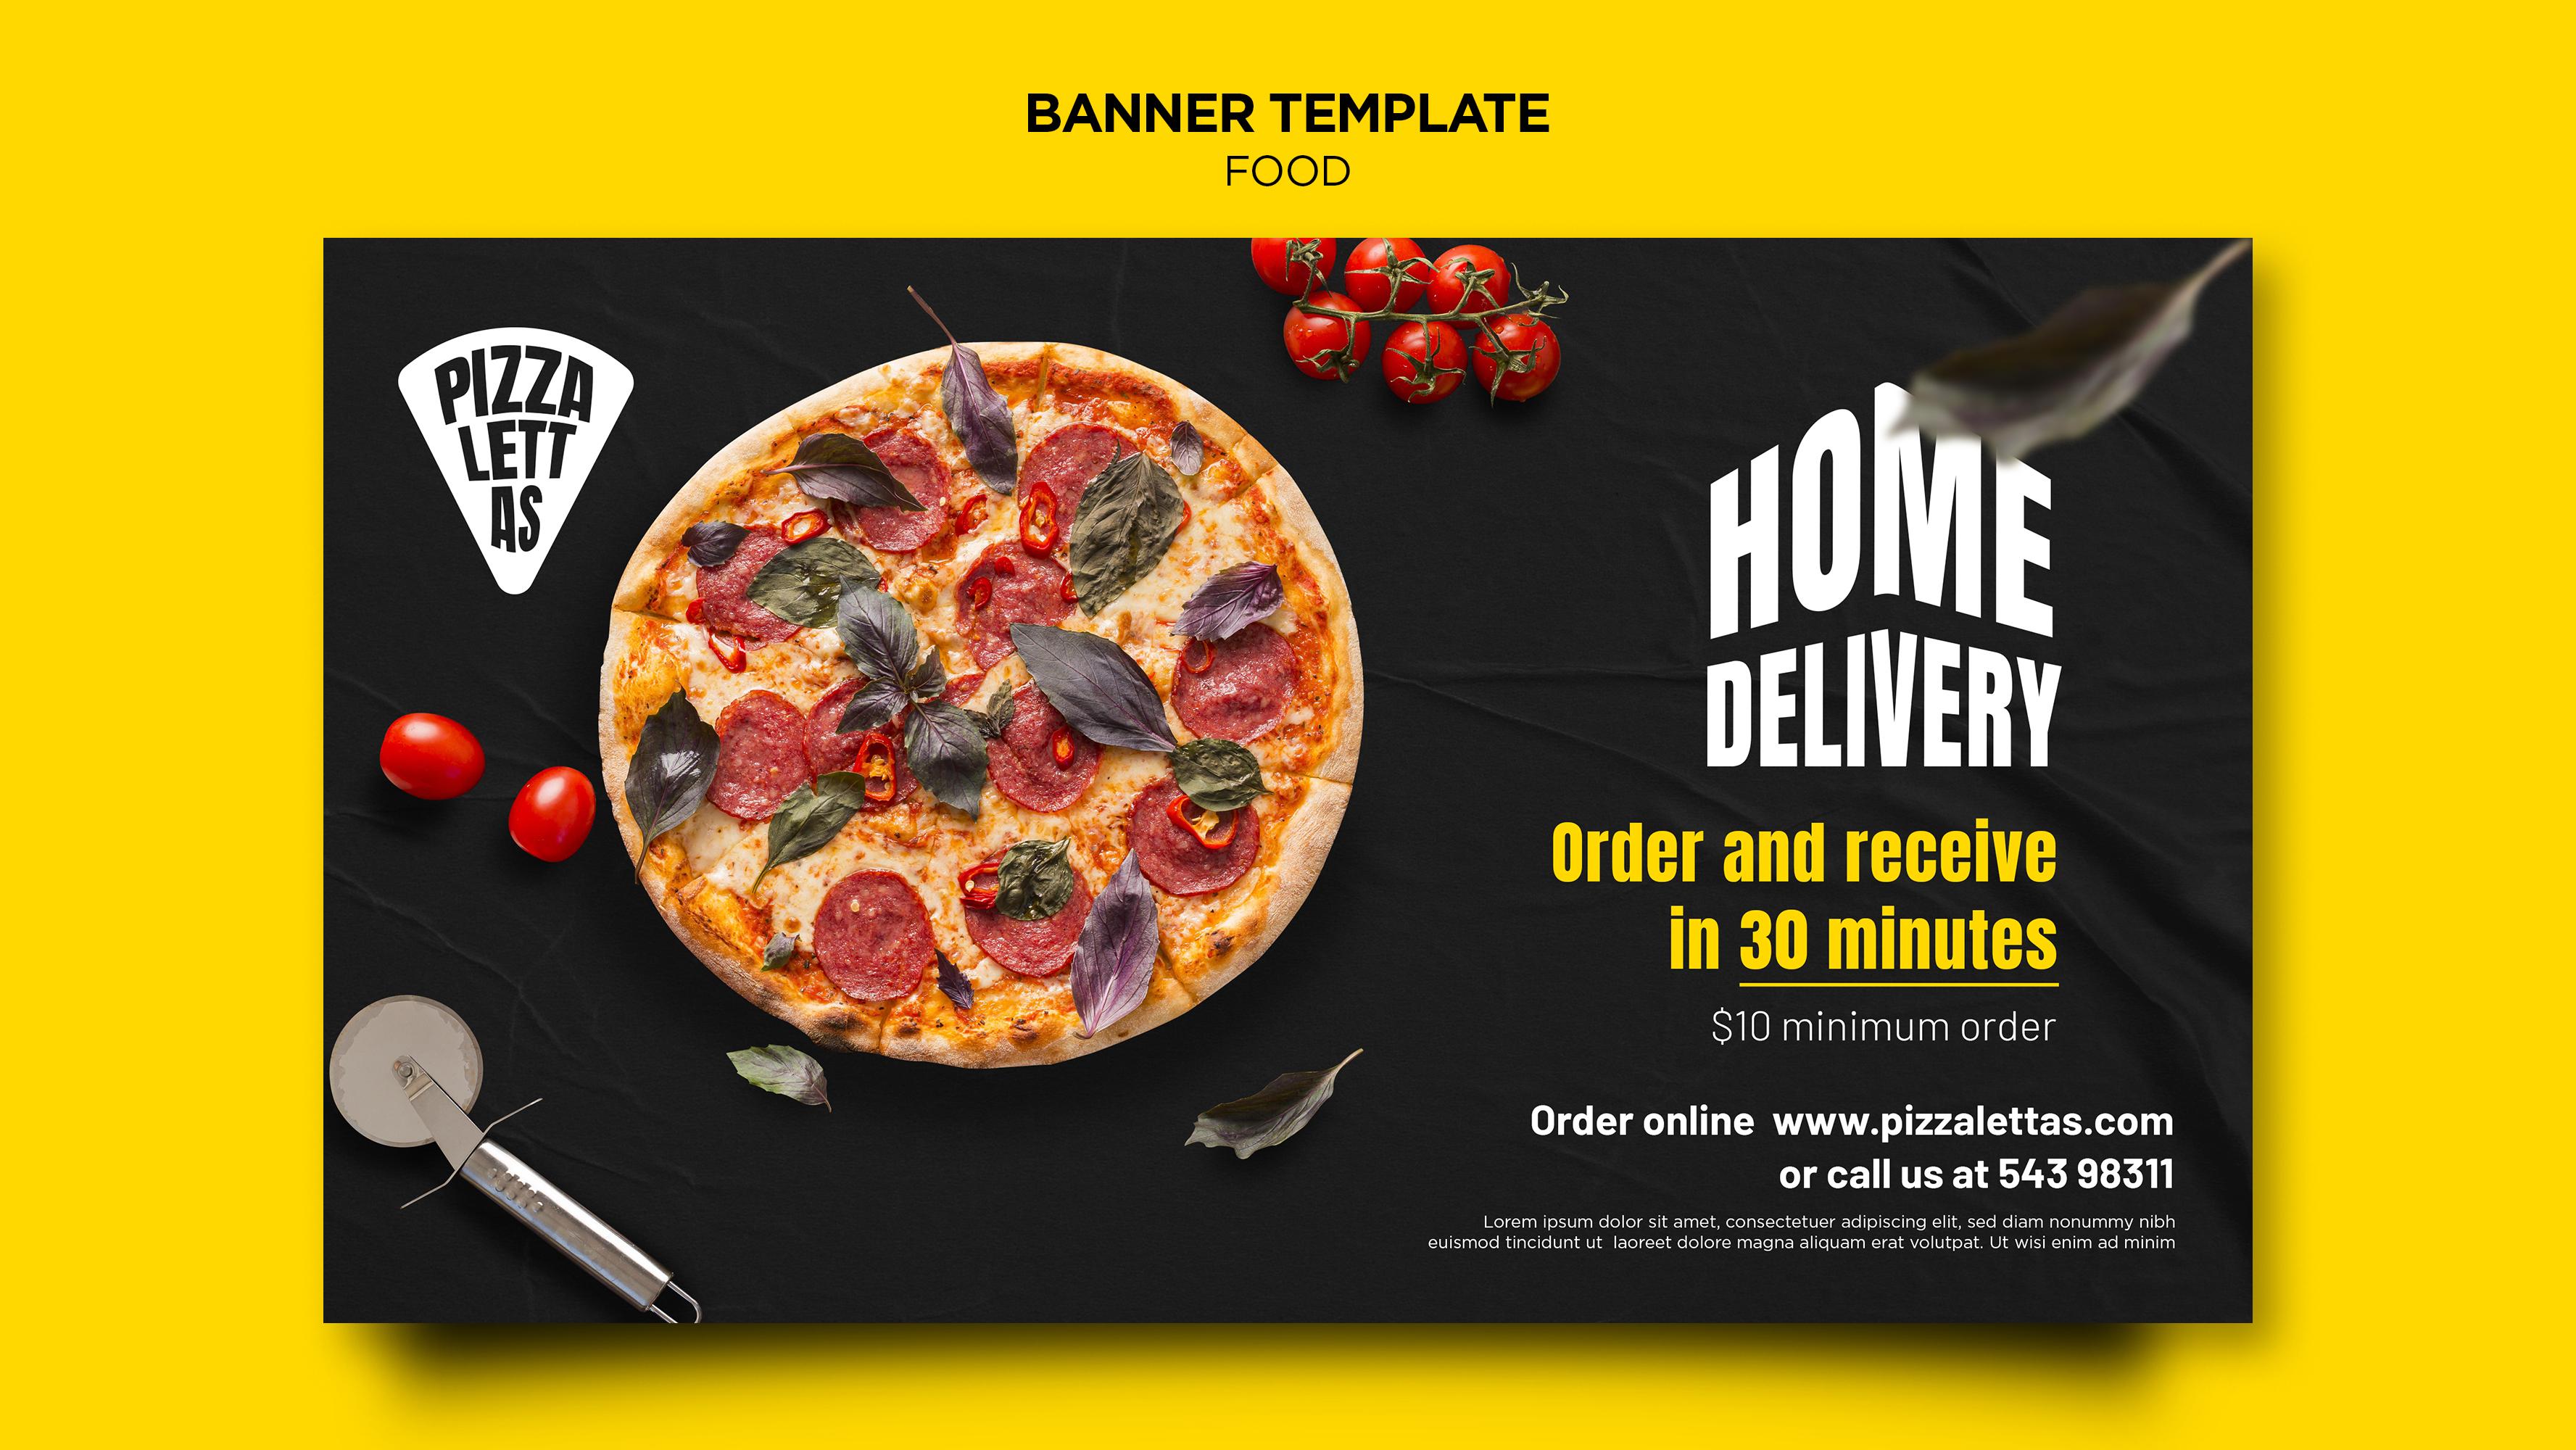 BANNER TEMPLATE
FOOD
PIZZA
LETT
AS
HOME
DELIVERY
Order and receive
in 30 minutes
$10 minimum order
Order online  www.pizzalettas.com
or call us at 543 98311
Lorem ipsum dolor sit amet, consectetuer adipiscing elit, sed diam nonummy nibh
euismod tincidunt ut  laoreet dolore magna aliquam erat volutpat. Ut wisi enim ad minim